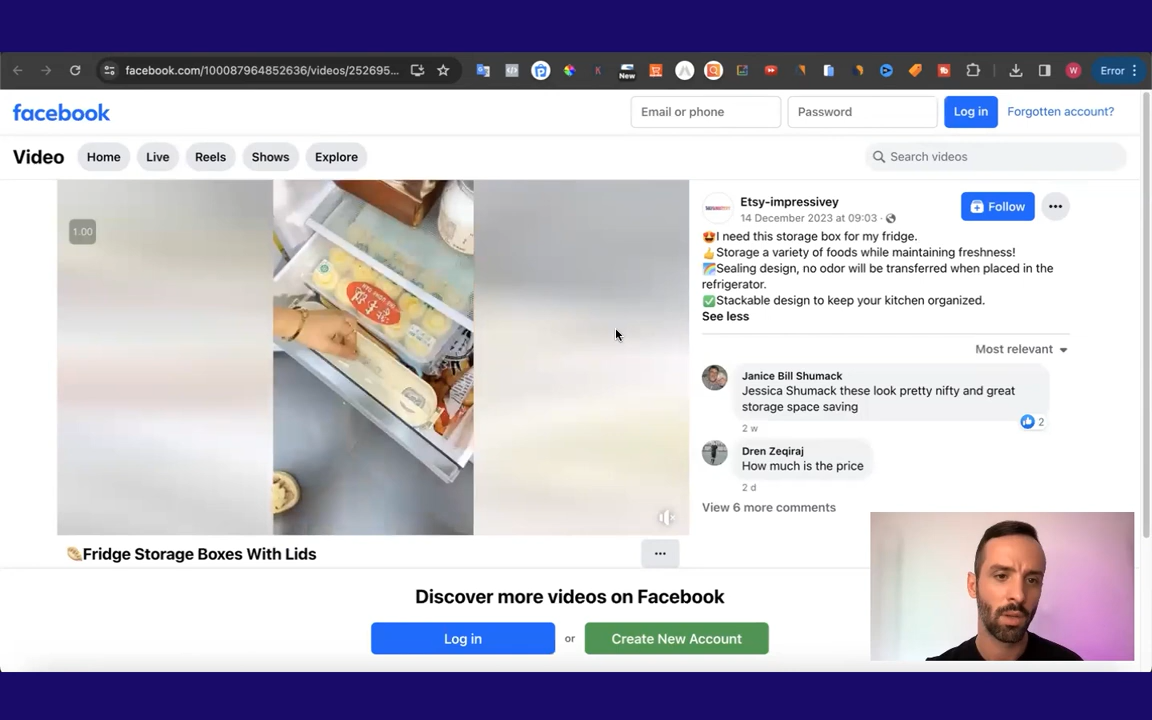 facebook.com/100087964852636/videos/252695...
New
W
Error
facebook
Email or phone
Password
Log in
Forgotten account?
Video
Home
Live
Reels
Shows
Explore
Search videos
1.00
Etsy-impressivey
14 December 2023 at 09:03 ·
Follow
😍I need this storage box for my fridge.
👍Storage a variety of foods while maintaining freshness!
🌈Sealing design, no odor will be transferred when placed in the
refrigerator.
✅Stackable design to keep your kitchen organized.
See less
Most relevant
Janice Bill Shumack
Jessica Shumack these look pretty nifty and great
storage space saving
2
2 w
Dren Zeqiraj
How much is the price
2 d
View 6 more comments
Fridge Storage Boxes With Lids
Discover more videos on Facebook
Log in
or
Create New Account